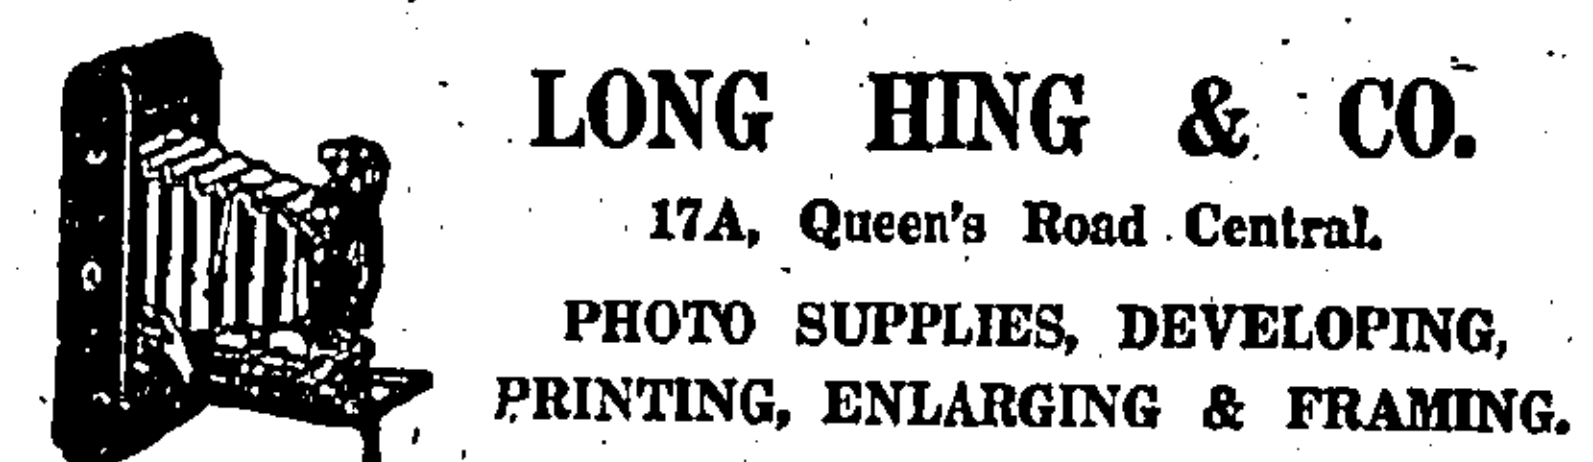 LONG HING & CO.
17A, Queen's Road Central.
PHOTO SUPPLIES, DEVELOPING,
PRINTING, ENLARGING & FRAMING.